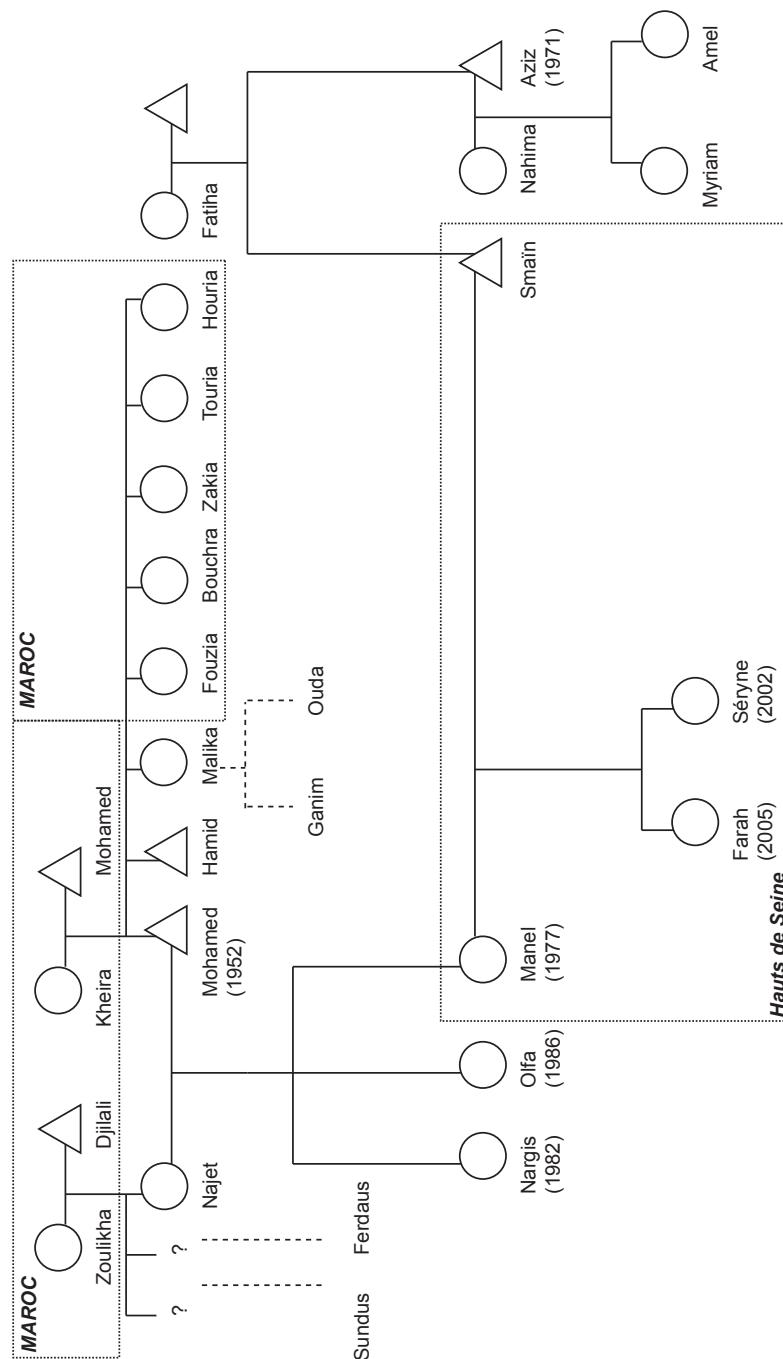 MAROC
MAROC
Zoulikha
Djilali
Kheira
Mohamed
?
?
Najet
Mohamed
(1952)
Hamid
Malika
Fouzia
Bouchra
Zakia
Touria
Houria
Fatiha
Sundus
Ferdaus
Ganim
Ouda
Nargis
(1982)
Olfa
(1986)
Manel
(1977)
Smaïn
Nahima
Aziz
(1971)
Farah
(2005)
Séryne
(2002)
Myriam
Amel
Hauts de Seine